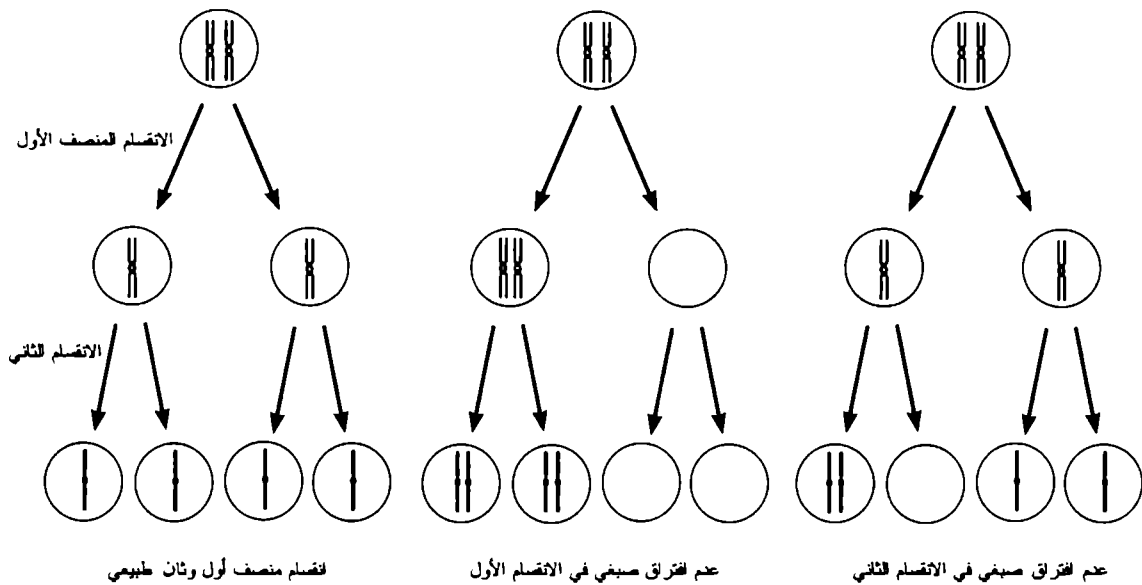 الانقسام المنصف الأول
الانقسام الثاني
انقسام منصف أول وثان طبيعي
عدم افتراق صبغي في الانقسام الأول
عدم افتراق صبغي في الانقسام الثاني